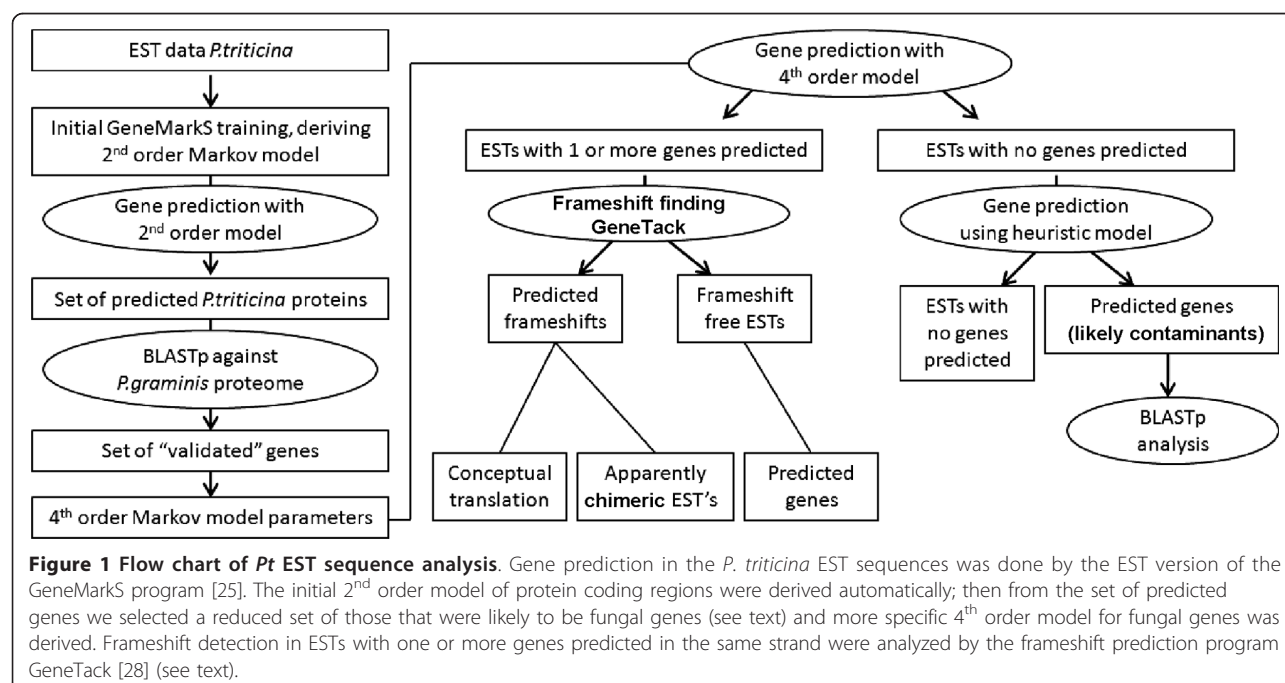 EST data P.triticina
Initial GeneMarkS training, deriving
2nd order Markov model
Gene prediction with
2nd order model
Set of predicted P.triticina proteins
BLASTp against
P.graminis proteome
Set of “validated” genes
4th order Markov model parameters
Gene prediction with
4th order model
ESTs with 1 or more genes predicted
Frameshift finding
GeneTack
Predicted
frameshifts
Frameshift
free ESTs
Conceptual
translation
Apparently
chimeric EST's
Predicted
genes
ESTs with no genes predicted
Gene prediction
using heuristic model
ESTs with
no genes
predicted
Predicted genes
(likely contaminants)
BLASTp
analysis
Figure 1 Flow chart of Pt EST sequence analysis. Gene prediction in the P. triticina EST sequences was done by the EST version of the
GeneMarkS program [25]. The initial 2nd order model of protein coding regions were derived automatically; then from the set of predicted
genes we selected a reduced set of those that were likely to be fungal genes (see text) and more specific 4th order model for fungal genes was
derived. Frameshift detection in ESTs with one or more genes predicted in the same strand were analyzed by the frameshift prediction program
GeneTack [28] (see text).